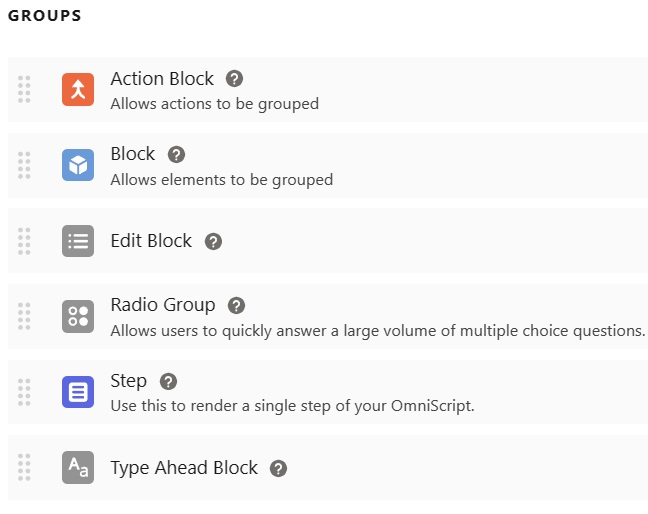 GROUPS
Action Block ?
Allows actions to be grouped
Block ?
Allows elements to be grouped
Edit Block ?
Radio Group ?
Allows users to quickly answer a large volume of multiple choice questions.
Step ?
Use this to render a single step of your OmniScript.
Aa Type Ahead Block ?